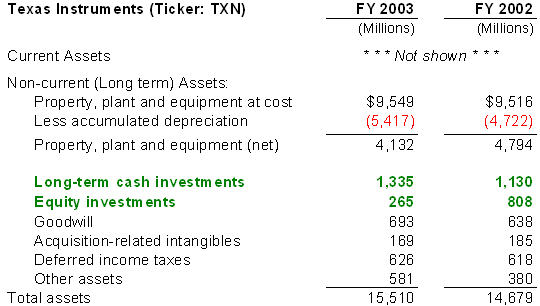 Texas Instruments (Ticker: TXN) FY 2003 FY 2002
(Millions) (Millions)
Current Assets * * * Not shown * * *
Non-current (Long term) Assets:
Property, plant and equipment at cost $9,549 $9,516
Less accumulated depreciation (5,417) (4,722)
Property, plant and equipment (net) 4,132 4,794
Long-term cash investments 1,335 1,130
Equity investments 265 808
Goodwill 693 638
Acquisition-related intangibles 169 185
Deferred income taxes 626 618
Other assets 581 380
Total assets 15,510 14,679